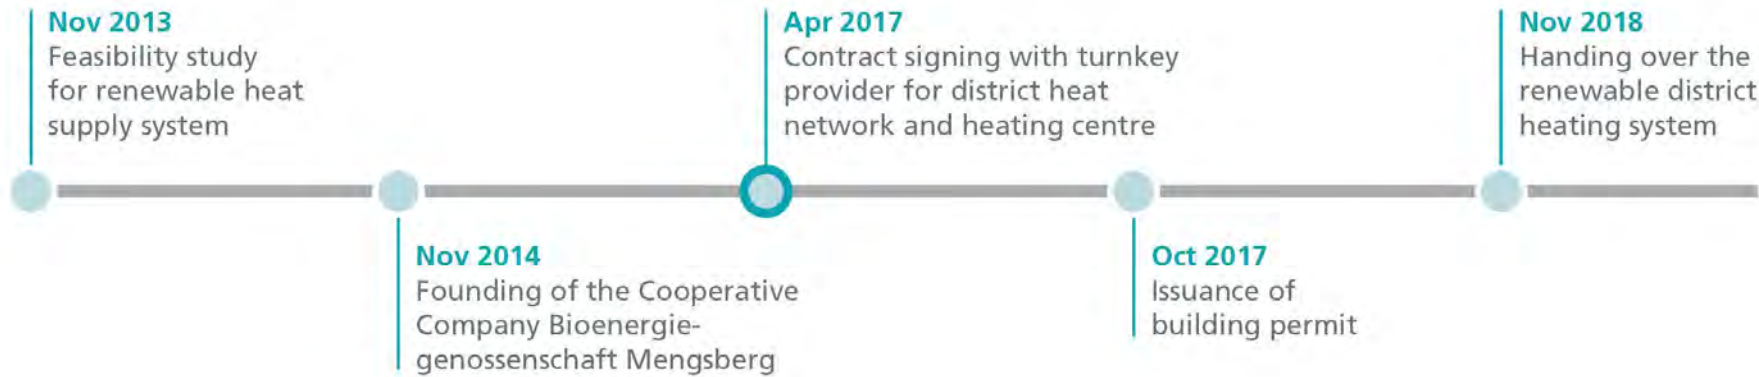 Nov 2013
Feasibility study
for renewable heat
supply system
Apr 2017
Contract signing with turnkey
provider for district heat
network and heating centre
Nov 2018
Handing over the
renewable district
heating system
Nov 2014
Founding of the Cooperative
Company Bioenergie-
genossenschaft Mengsberg
Oct 2017
Issuance of
building permit